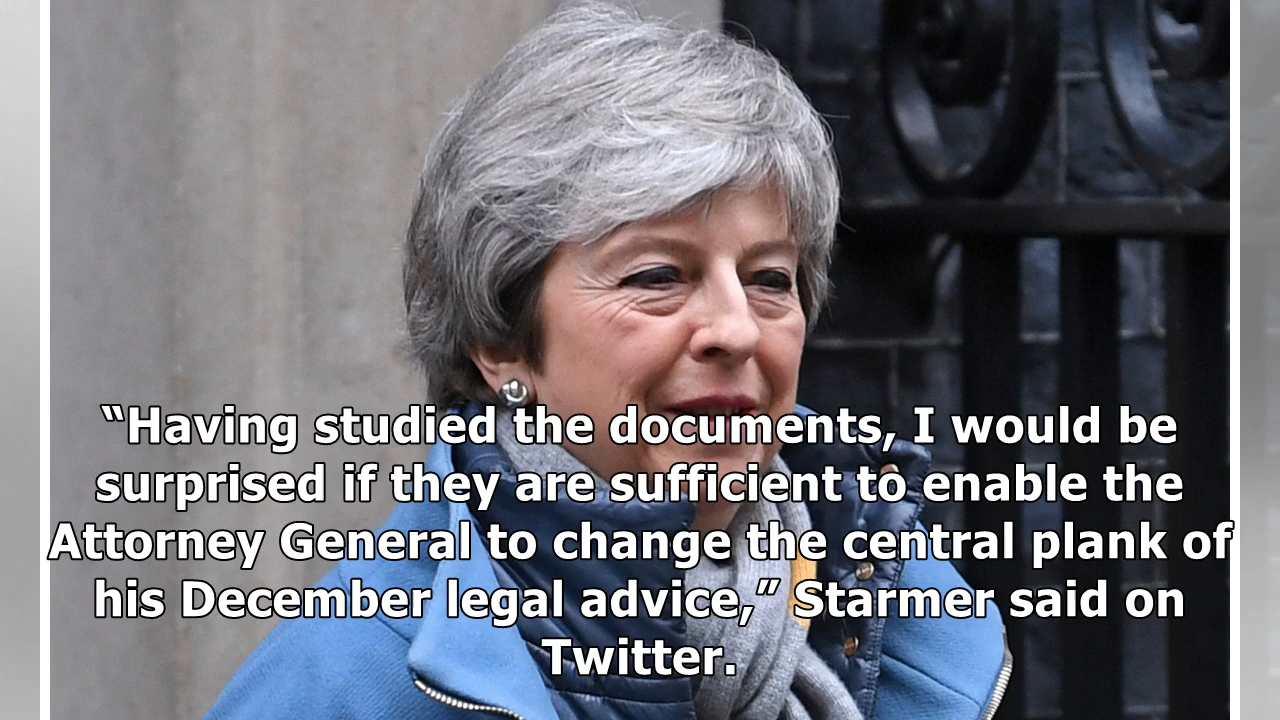 “Having studied the documents, I would be
surprised if they are sufficient to enable the
Attorney General to change the central plank of
his December legal advice,” Starmer said on
Twitter.